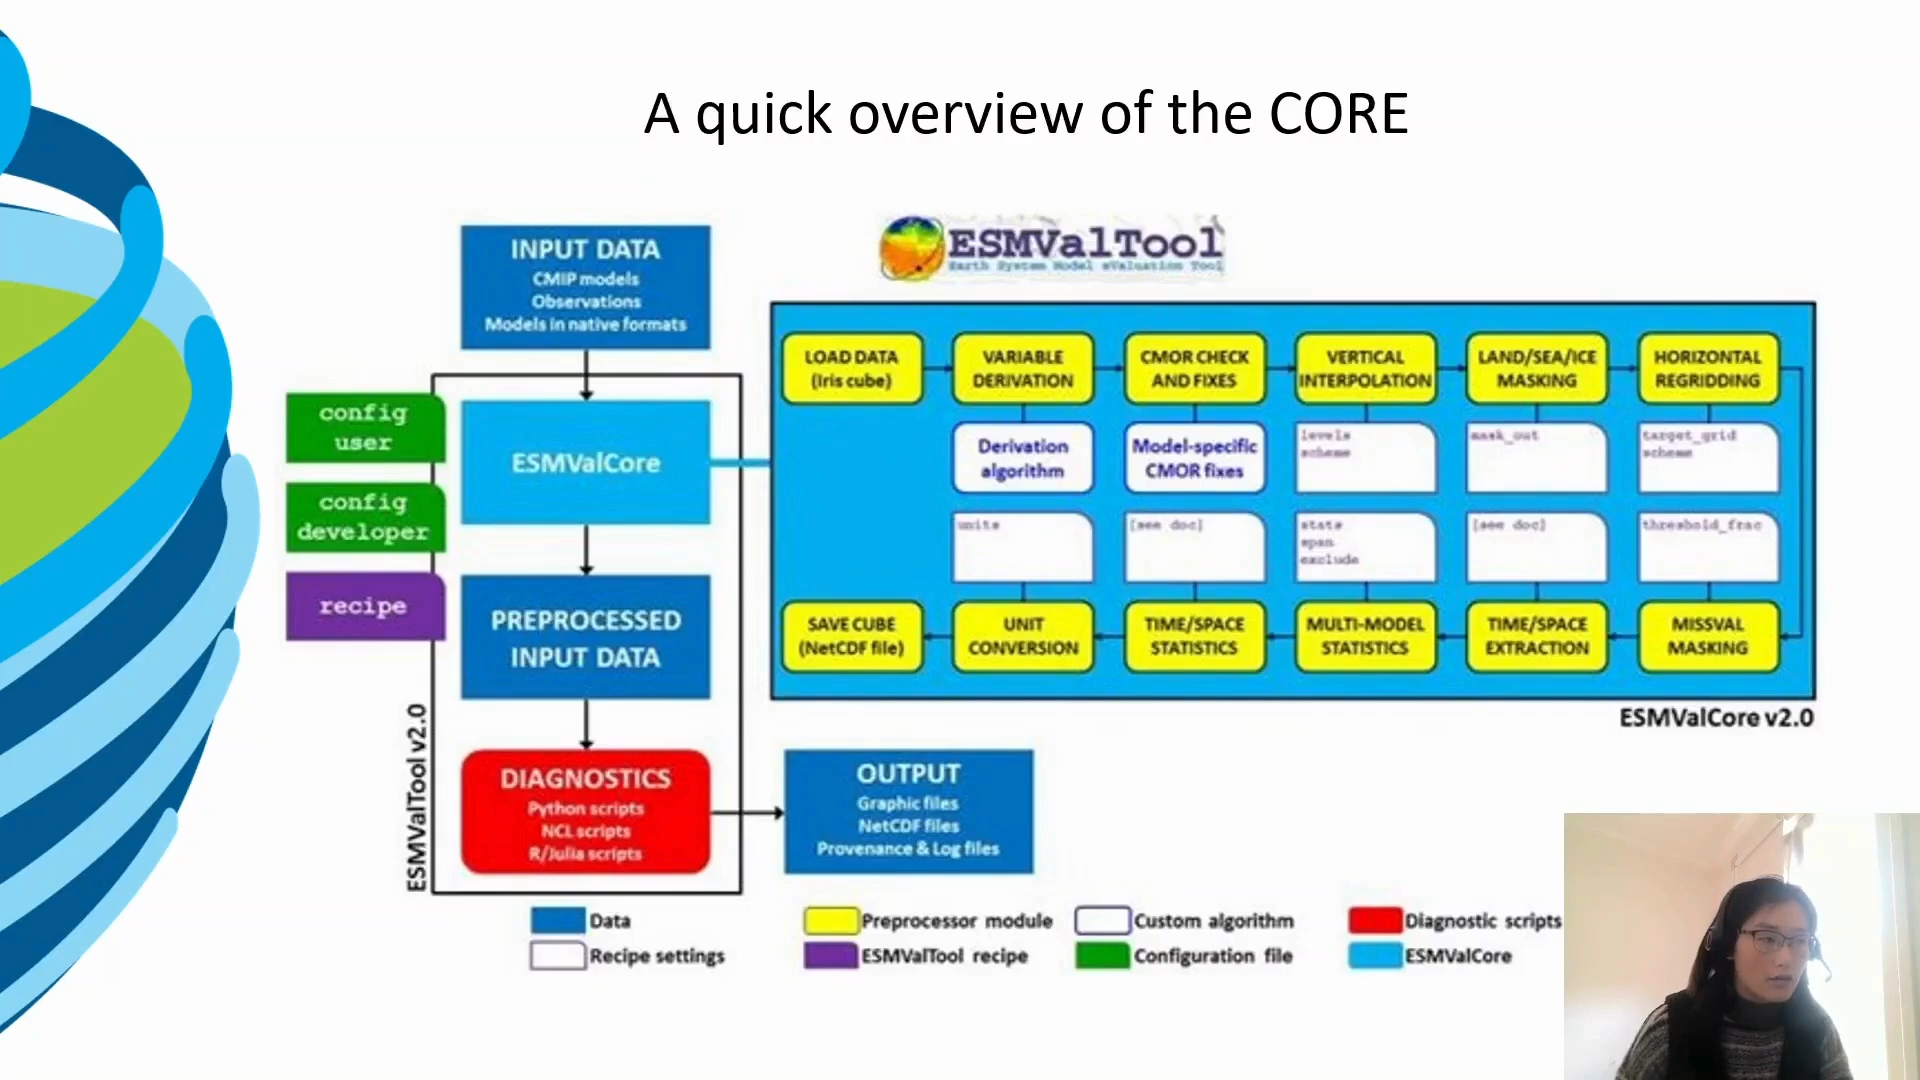 A quick overview of the CORE
ESMValTool
Earth System Model eValuation Tool
INPUT DATA
CMIP models
Observations
Models in native formats
config
user
config
developer
recipe
ESMValCore
PREPROCESSED
INPUT DATA
DIAGNOSTICS
Python scripts
NCL scripts
R/Julia scripts
ESMValTool v2.0
OUTPUT
Graphic files
NetCDF files
Provenance & Log files
LOAD DATA
(Iris cube)
VARIABLE
DERIVATION
CMOR CHECK
AND FIXES
VERTICAL
INTERPOLATION
LAND/SEA/ICE
MASKING
HORIZONTAL
REGRIDDING
Derivation
algorithm
Model-specific
CMOR fixes
levels
scheme
mask_out
target_grid
scheme
units
[see doc]
stats
span
exclude
[see doc]
threshold_frac
SAVE CUBE
(NetCDF file)
UNIT
CONVERSION
TIME/SPACE
STATISTICS
MULTI-MODEL
STATISTICS
TIME/SPACE
EXTRACTION
MISSVAL
MASKING
ESMValCore v2.0
Data
Preprocessor module
Custom algorithm
Diagnostic scripts
Recipe settings
ESMValTool recipe
Configuration file
ESMValCore